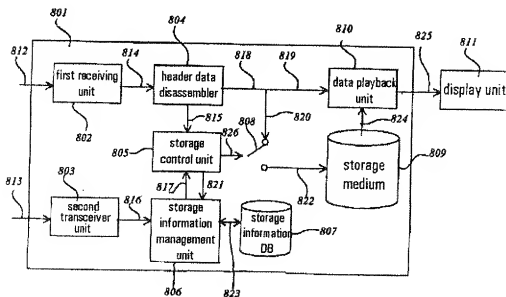 801
804
810
825
811
812
814
818
819
first receiving
unit
header data
disassembler
data playback
unit
display unit
802
815
808
820
824
805
storage
control unit
826
storage
medium
809
803
817
821
822
813
second
transceiver
unit
816
storage
information
management
unit
storage
information
DB
807
806
823